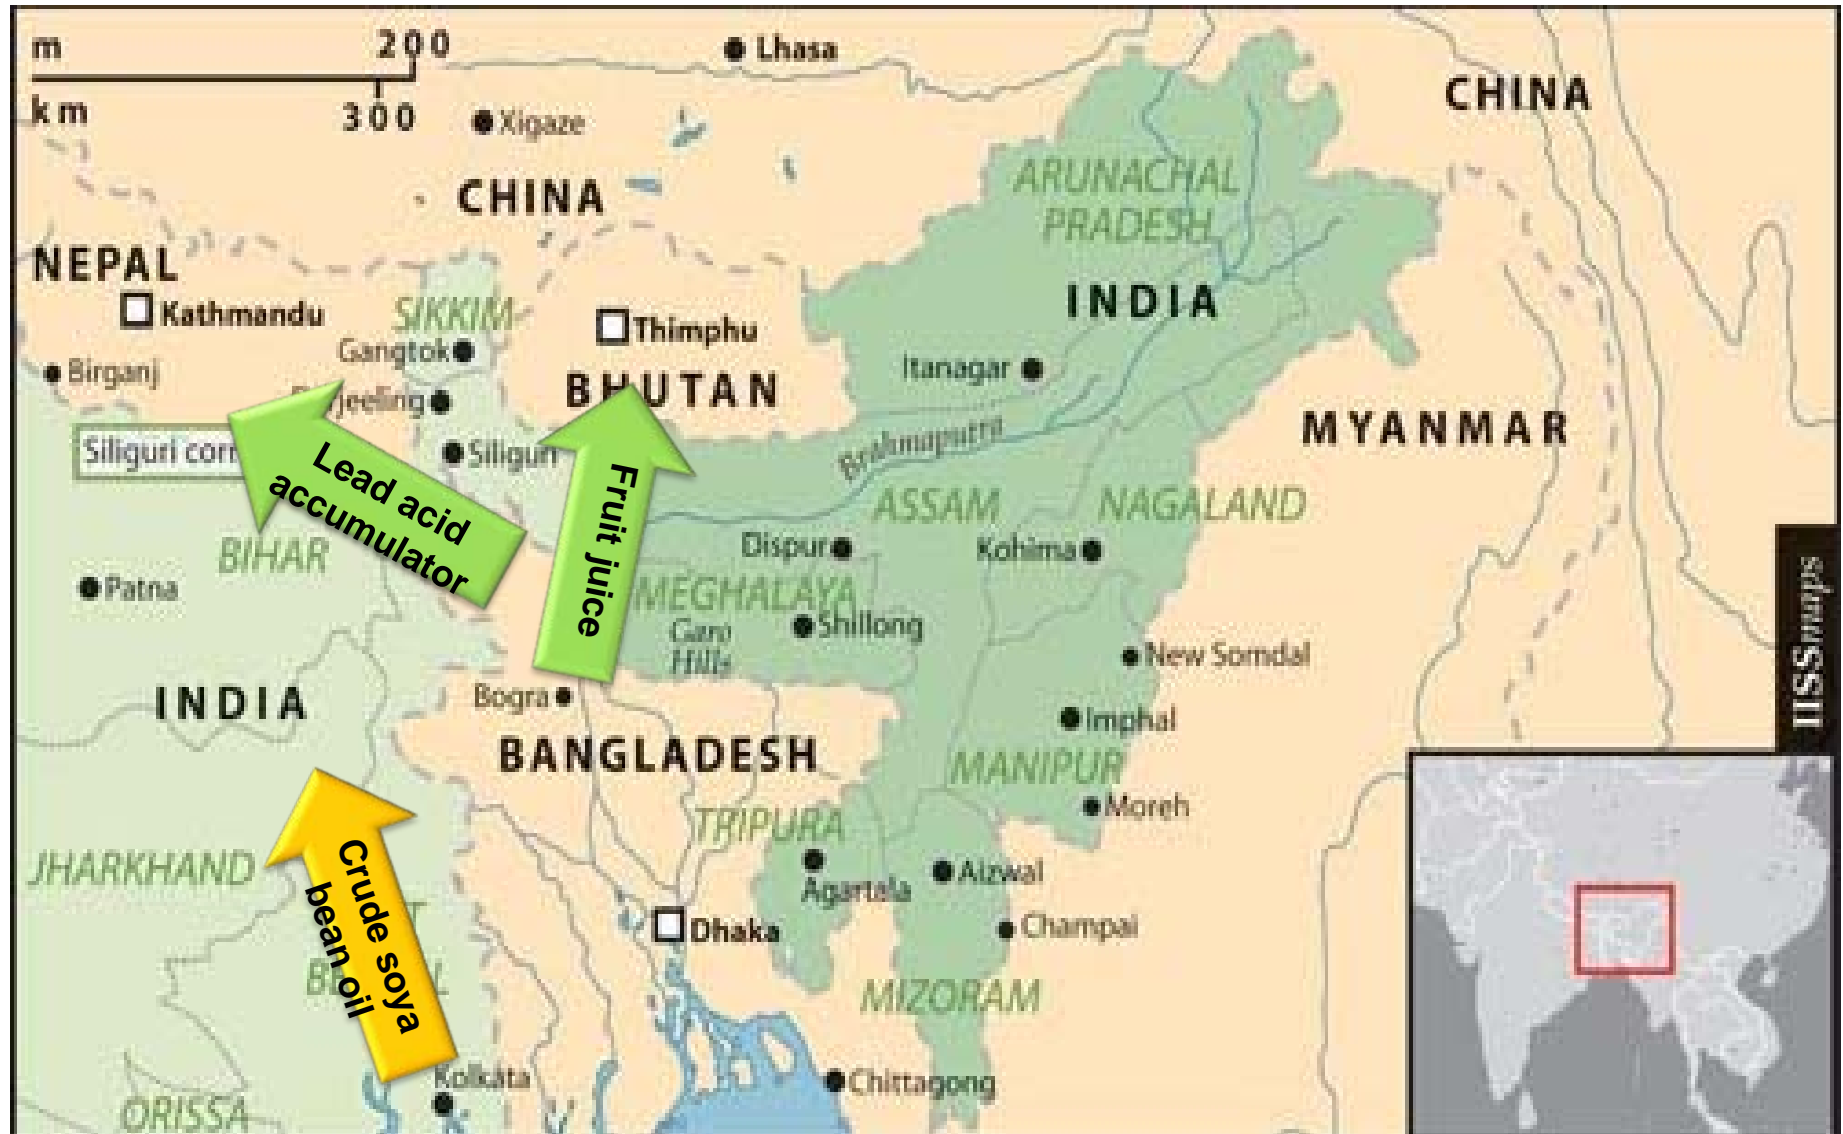 m 200
km 300
Lhasa
Xigaze
CHINA
CHINA
ARUNACHAL
PRADESH
NEPAL
Kathmandu
SIKKIM
Gangtok
Thimphu
INDIA
Birganj
BHUTAN
Itanagar
jeeling
MYANMAR
Siliguri corr
Siliguri
Brahmaputra
Lead acid
accumulator
Fruit juice
ASSAM
NAGALAND
BIHAR
Dispur
Kohima
Patna
MEGHALAYA
Garo
Hills
Shillong
New Somdal
INDIA
Bogra
Imphal
BANGLADESH
MANIPUR
Moreh
TRIPURA
JHARKHAND
Crude soya
bean oil
Agartala
Aizwal
Dhaka
Champai
MIZORAM
Kolkata
Chittagong
ORISSA
IISSmaps